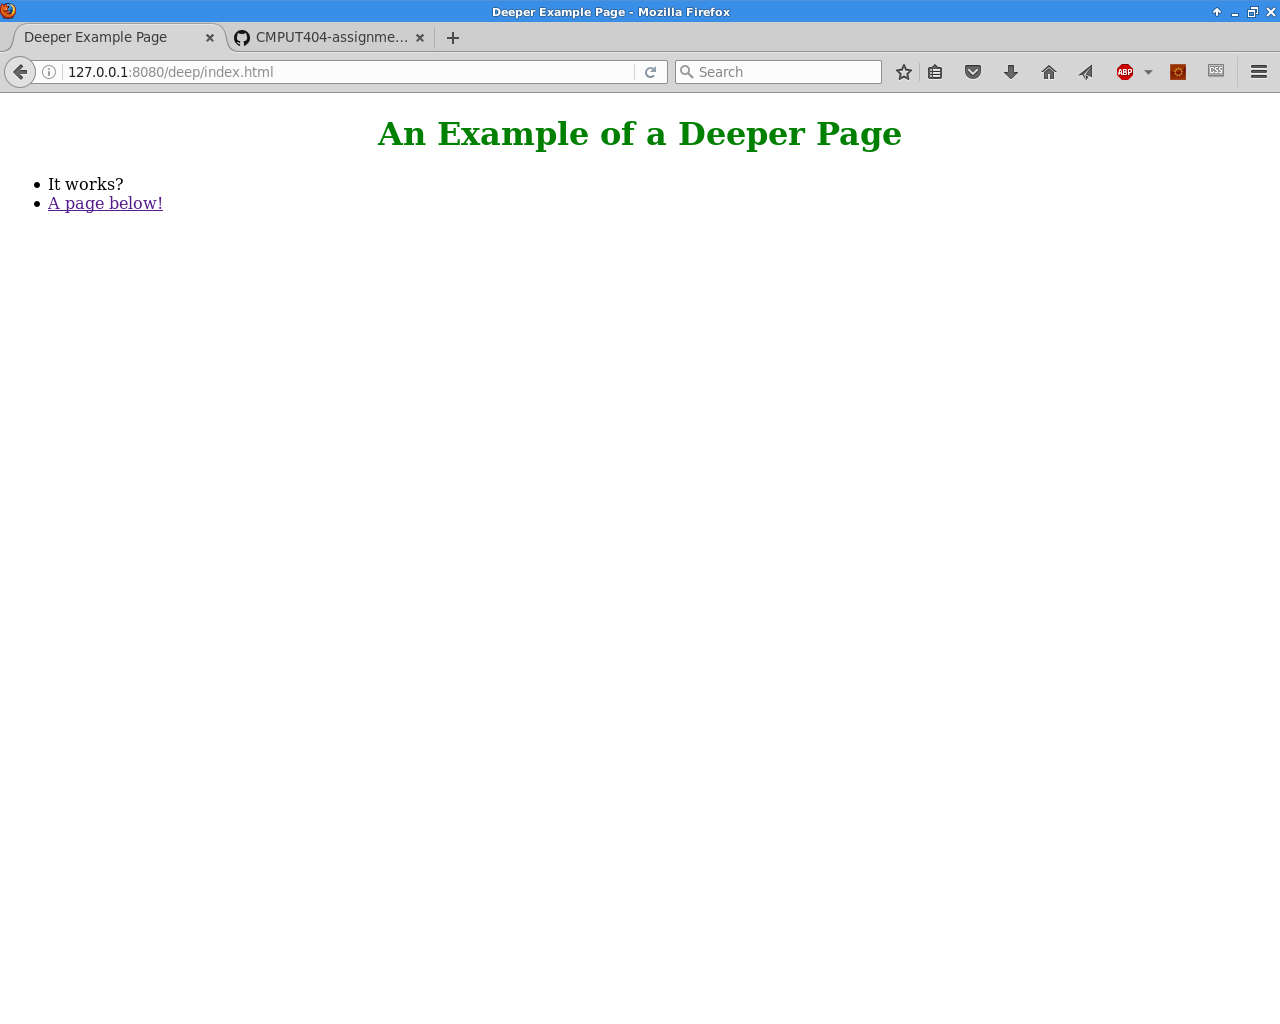 Deeper Example Page - Mozilla Firefox
Deeper Example Page
CMPUT404-assignme...
127.0.0.1:8080/deep/index.html
Search
ABP
CSS
An Example of a Deeper Page
It works?
A page below!